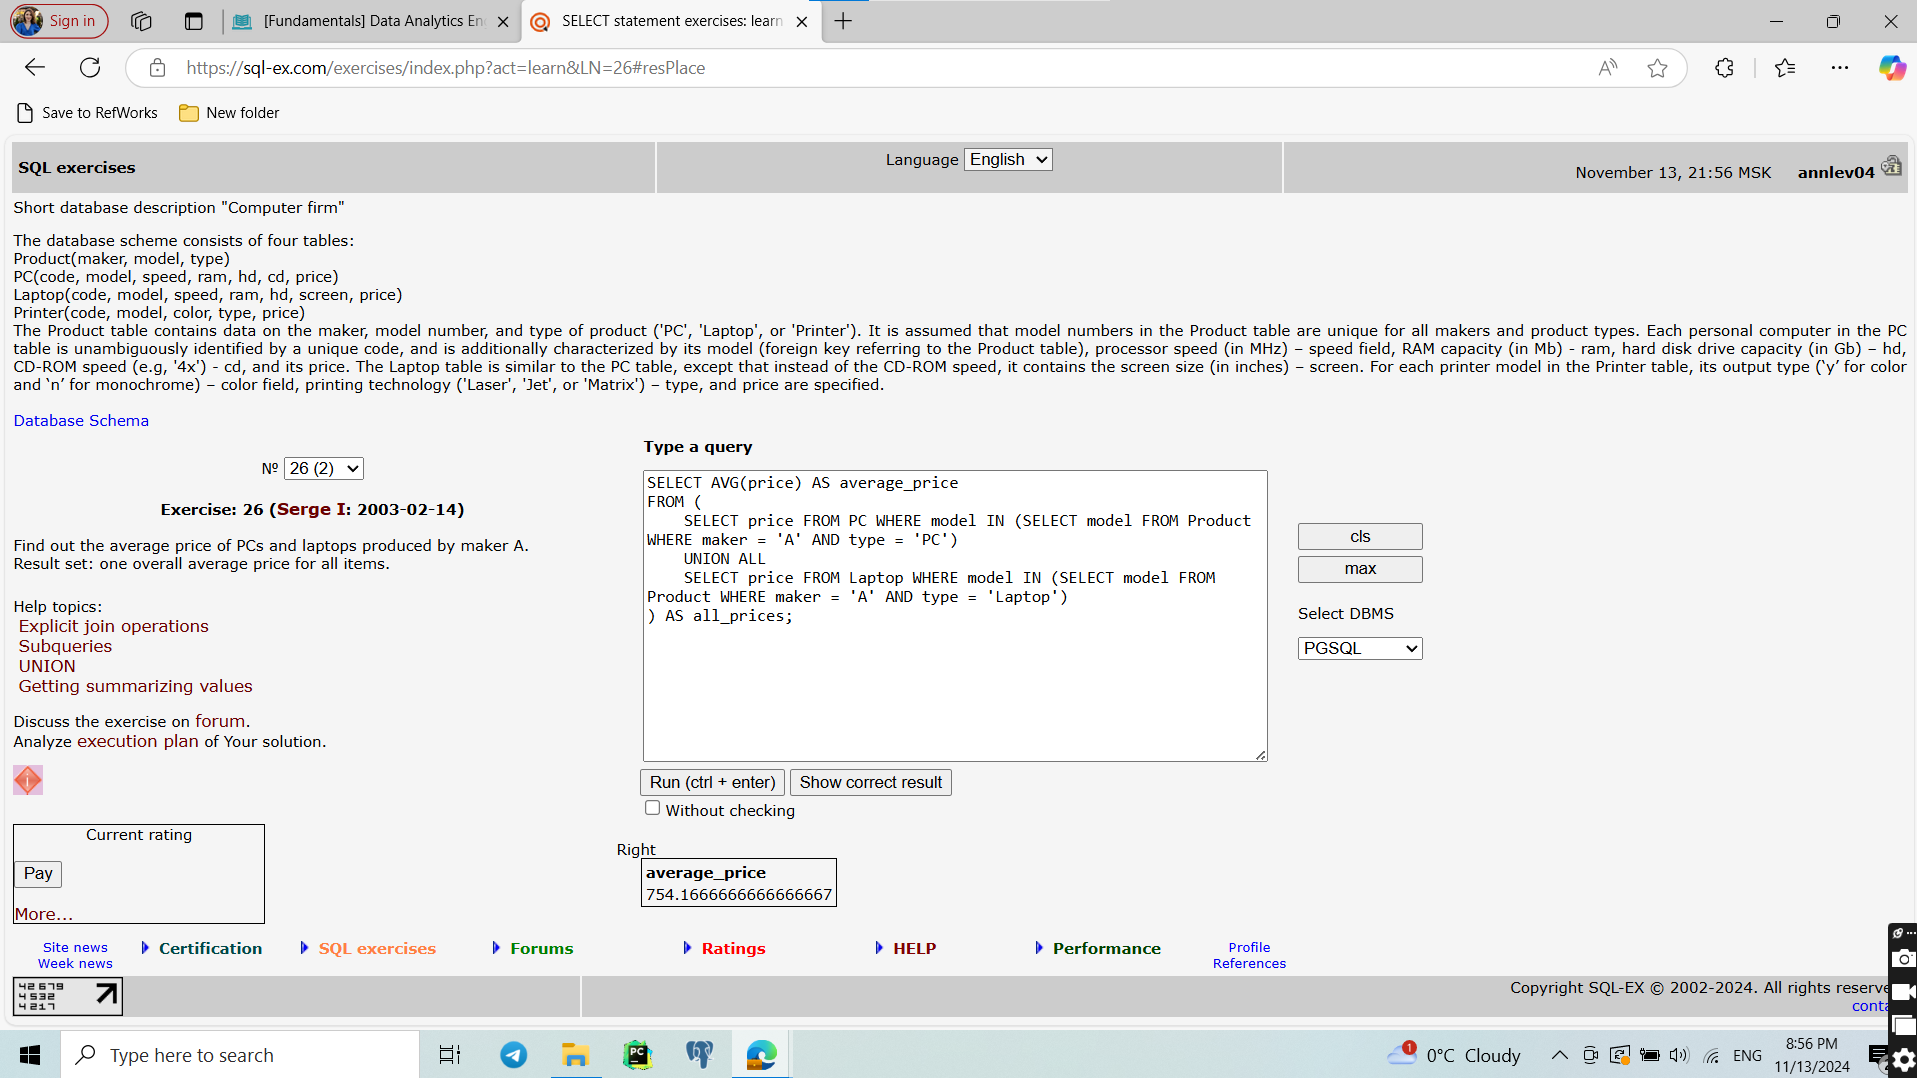 Sign in
[Fundamentals] Data Analytics En
SELECT statement exercises: learn
https://sql-ex.com/exercises/index.php?act=learn&LN=26#resPlace
Save to RefWorks
New folder
SQL exercises
Language English
November 13, 21:56 MSK annlev04
Short database description "Computer firm"
The database scheme consists of four tables:
Product(maker, model, type)
PC(code, model, speed, ram, hd, cd, price)
Laptop(code, model, speed, ram, hd, screen, price)
Printer(code, model, color, type, price)
The Product table contains data on the maker, model number, and type of product ('PC', 'Laptop', or 'Printer'). It is assumed that model numbers in the Product table are unique for all makers and product types. Each personal computer in the PC
table is unambiguously identified by a unique code, and is additionally characterized by its model (foreign key referring to the Product table), processor speed (in MHz) – speed field, RAM capacity (in Mb) - ram, hard disk drive capacity (in Gb) – hd,
CD-ROM speed (e.g, '4x') - cd, and its price. The Laptop table is similar to the PC table, except that instead of the CD-ROM speed, it contains the screen size (in inches) – screen. For each printer model in the Printer table, its output type (‘y’ for color
and ‘n’ for monochrome) – color field, printing technology ('Laser', 'Jet', or 'Matrix') – type, and price are specified.
Database Schema
№ 26 (2)
Exercise: 26 (Serge I: 2003-02-14)
Find out the average price of PCs and laptops produced by maker A.
Result set: one overall average price for all items.
Help topics:
Explicit join operations
Subqueries
UNION
Getting summarizing values
Discuss the exercise on forum.
Analyze execution plan of Your solution.
Current rating
Pay
More...
Type a query
SELECT AVG(price) AS average_price
FROM (
SELECT price FROM PC WHERE model IN (SELECT model FROM Product
WHERE maker = 'A' AND type = 'PC')
UNION ALL
SELECT price FROM Laptop WHERE model IN (SELECT model FROM
Product WHERE maker = 'A' AND type = 'Laptop')
) AS all_prices;
cls
max
Select DBMS
PGSQL
Run (ctrl + enter)
Show correct result
Without checking
Right
average_price
754.1666666666666667
Site news
Week news
Certification
SQL exercises
Forums
Ratings
HELP
Performance
Profile
References
42679
4532
4217
Copyright SQL-EX © 2002-2024. All rights reserve
conta
Type here to search
PC
1
0°C Cloudy
ENG
8:56 PM
11/13/2024